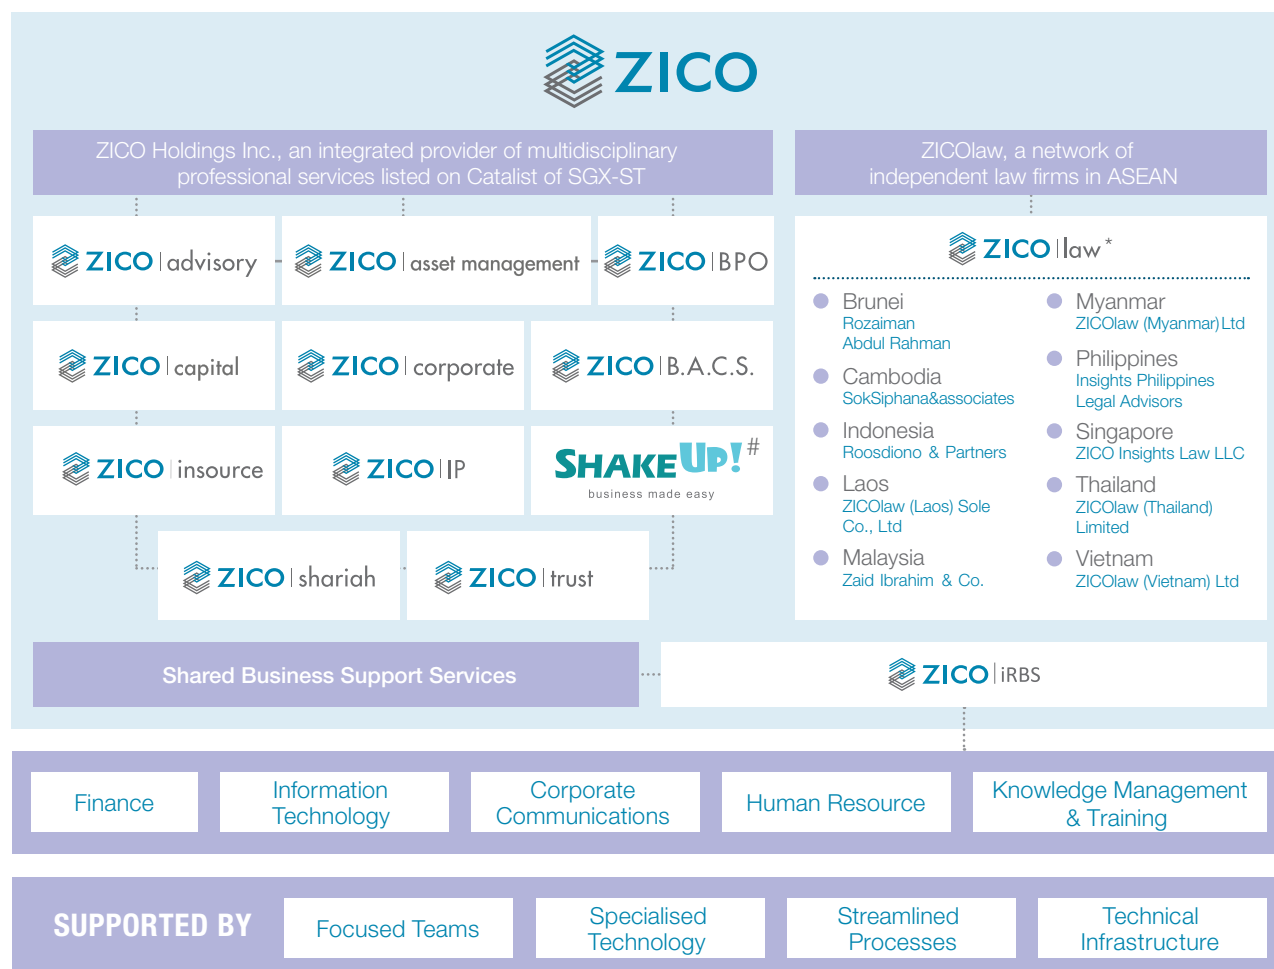 ZICO
ZICO Holdings Inc., an integrated provider of multidisciplinary
professional services listed on Catalist of SGX-ST
ZICO advisory
ZICO asset management
ZICO BPO
ZICO capital
ZICO corporate
ZICO B.A.C.S.
ZICO insource
ZICO IP
SHAKEUP!#
business made easy
ZICO shariah
ZICO trust
ZICOlaw, a network of
independent law firms in ASEAN
ZICO law*
Brunei
Rozaiman
Abdul Rahman
Cambodia
SokSiphana&associates
Indonesia
Roosdiono & Partners
Laos
ZICOlaw (Laos) Sole
Co., Ltd
Malaysia
Zaid Ibrahim & Co.
Myanmar
ZICOlaw (Myanmar) Ltd
Philippines
Insights Philippines
Legal Advisors
Singapore
ZICO Insights Law LLC
Thailand
ZICOlaw (Thailand)
Limited
Vietnam
ZICOlaw (Vietnam) Ltd
Shared Business Support Services
ZICO iRBS
Finance
Information
Technology
Corporate
Communications
Human Resource
Knowledge Management
& Training
SUPPORTED BY
Focused Teams
Specialised
Technology
Streamlined
Processes
Technical
Infrastructure